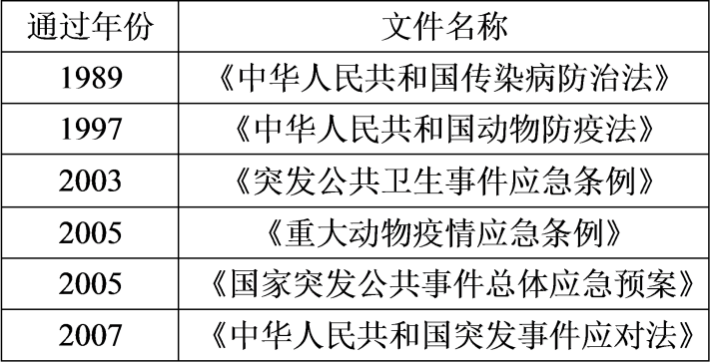 通过年份 文件名称
1989 《中华人民共和国传染病防治法》
1997 《中华人民共和国动物防疫法》
2003 《突发公共卫生事件应急条例》
2005 《重大动物疫情应急条例》
2005 《国家突发公共事件总体应急预案》
2007 《中华人民共和国突发事件应对法》